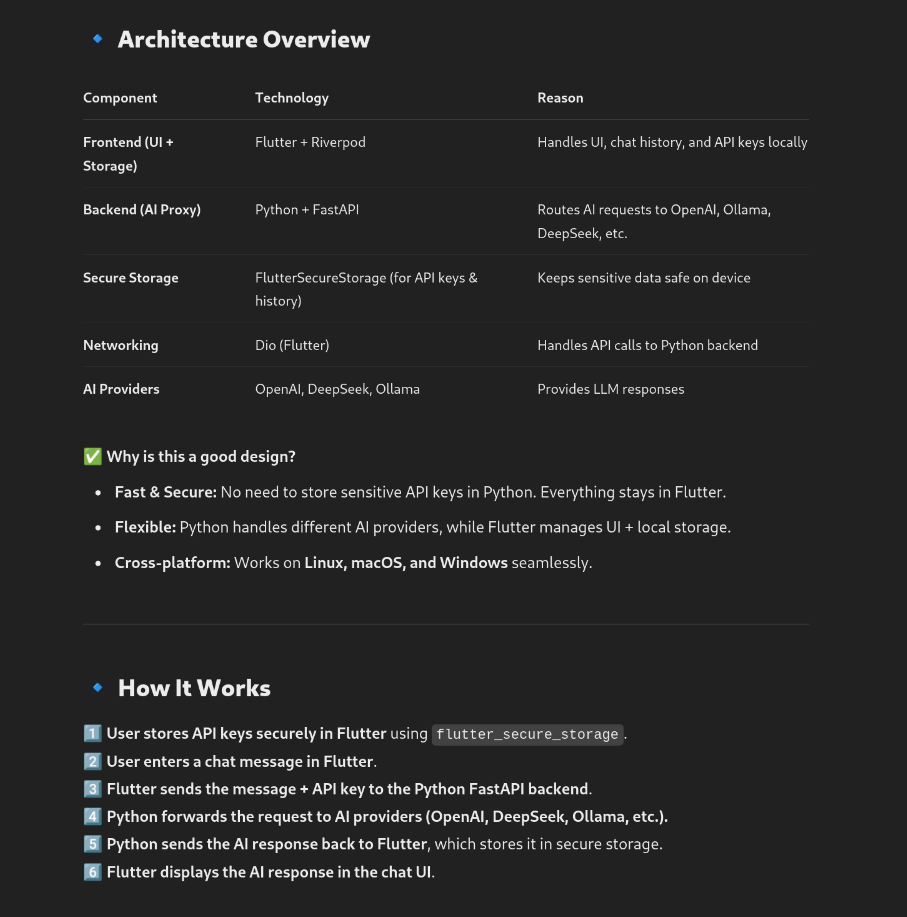 🔹 Architecture Overview
Component Technology Reason
Frontend (UI + Flutter + Riverpod Handles UI, chat history, and API keys locally
Storage)
Backend (AI Proxy) Python + FastAPI Routes AI requests to OpenAI, Ollama,
DeepSeek, etc.
Secure Storage FlutterSecureStorage (for API keys & Keeps sensitive data safe on device
history)
Networking Dio (Flutter) Handles API calls to Python backend
AI Providers OpenAI, DeepSeek, Ollama Provides LLM responses
✅ Why is this a good design?
• Fast & Secure: No need to store sensitive API keys in Python. Everything stays in Flutter.
• Flexible: Python handles different AI providers, while Flutter manages UI + local storage.
• Cross-platform: Works on Linux, macOS, and Windows seamlessly.
🔹 How It Works
1️⃣ User stores API keys securely in Flutter using flutter_secure_storage.
2️⃣ User enters a chat message in Flutter.
3️⃣ Flutter sends the message + API key to the Python FastAPI backend.
4️⃣ Python forwards the request to AI providers (OpenAI, DeepSeek, Ollama, etc.).
5️⃣ Python sends the AI response back to Flutter, which stores it in secure storage.
6️⃣ Flutter displays the AI response in the chat UI.